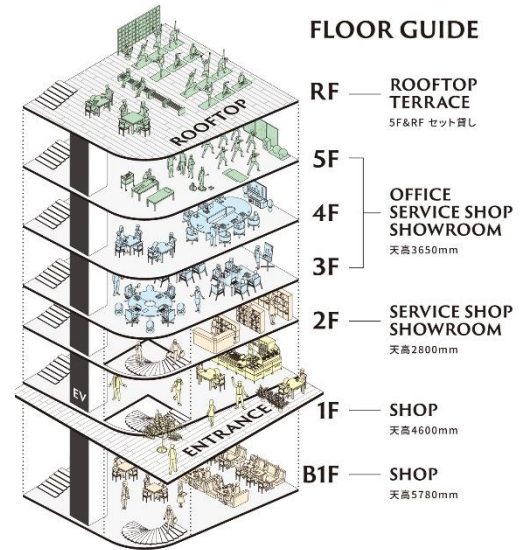 FLOOR GUIDE
RF
ROOFTOP
TERRACE
5F&RF セット貸し
5F
4F
3F
OFFICE
SERVICE SHOP
SHOWROOM
天高3650mm
2F
SERVICE SHOP
SHOWROOM
天高2800mm
1F
SHOP
天高4600mm
B1F
SHOP
天高5780mm
ROOFTOP
EV
ENTRANCE